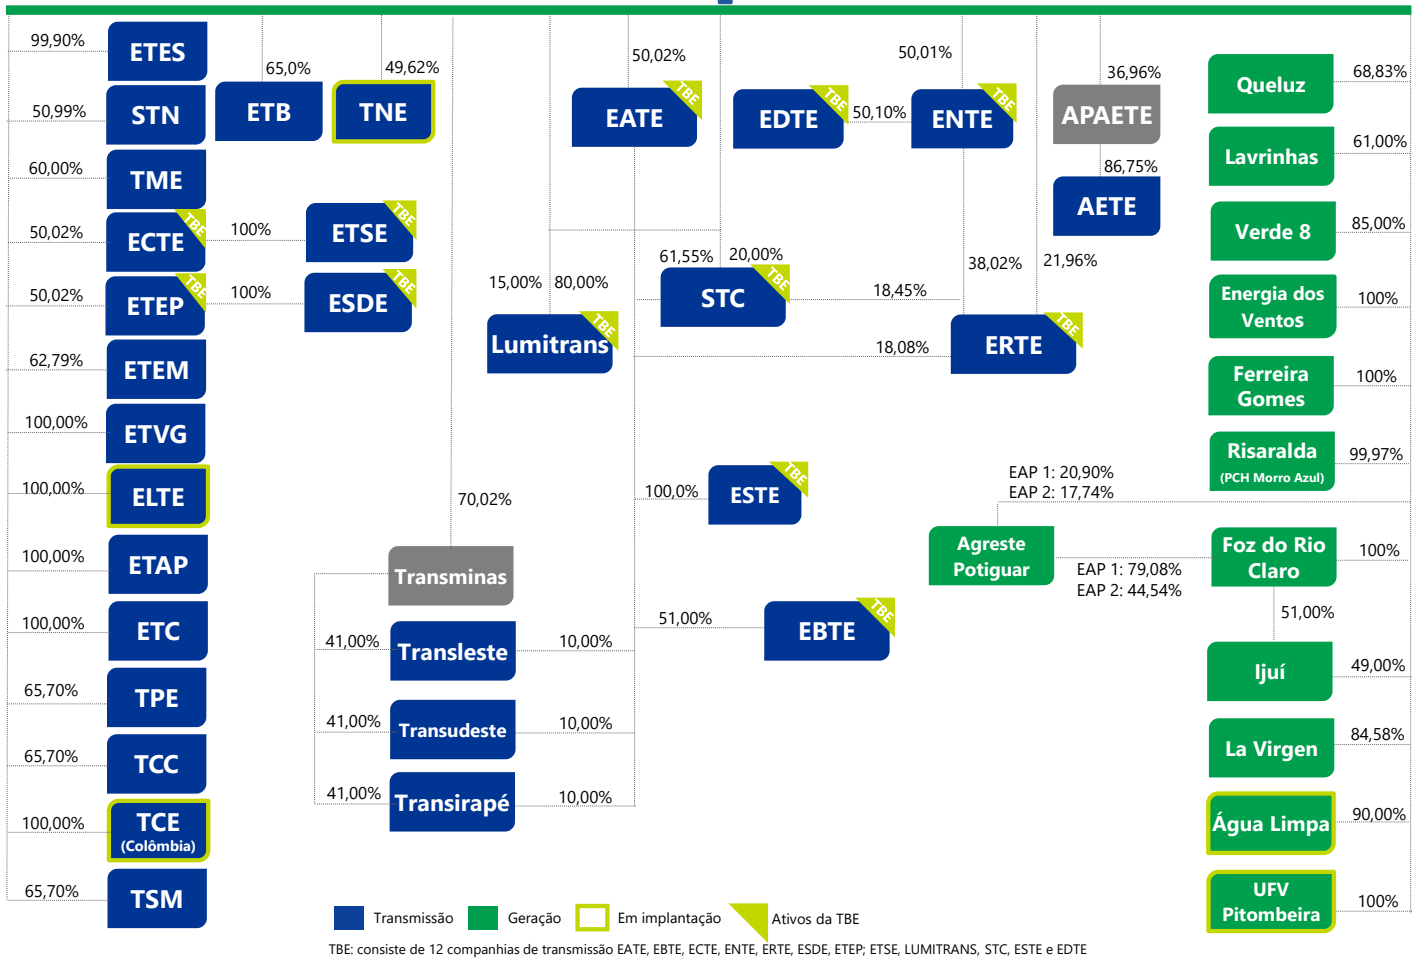 99,90%
ETES
50,99%
STN
60,00%
TME
50,02%
ECTE
TBE
100%
ETSE
TBE
50,02%
ETEP
TBE
100%
ESDE
TBE
62,79%
ETEM
100,00%
ETVG
100,00%
ELTE
100,00%
ETAP
100,00%
ETC
65,70%
TPE
65,70%
TCC
100,00%
TCE
(Colômbia)
65,70%
TSM
65,0%
ETB
49,62%
TNE
70,02%
Transminas
41,00%
Transleste
10,00%
41,00%
Transudeste
10,00%
41,00%
Transirapé
10,00%
50,02%
EATE
TBE
EDTE
TBE
50,10%
50,01%
ENTE
TBE
36,96%
APAETE
86,75%
AETE
61,55%
20,00%
STC
TBE
18,45%
38,02%
21,96%
15,00%
80,00%
Lumitrans
TBE
18,08%
ERTE
TBE
100,0%
ESTE
TBE
51,00%
EBTE
TBE
Queluz
68,83%
Lavrinhas
61,00%
Verde 8
85,00%
Energia dos
Ventos
100%
Ferreira
Gomes
100%
Risaralda
(PCH Morro Azul)
99,97%
EAP 1: 20,90%
EAP 2: 17,74%
Agreste
Potiguar
EAP 1: 79,08%
EAP 2: 44,54%
Foz do Rio
Claro
100%
51,00%
Ijuí
49,00%
La Virgen
84,58%
Água Limpa
90,00%
UFV
Pitombeira
100%
Transmissão
Geração
Em implantação
Ativos da TBE
TBE: consiste de 12 companhias de transmissão EATE, EBTE, ECTE, ENTE, ERTE, ESDE, ETEP; ETSE, LUMITRANS, STC, ESTE e EDTE